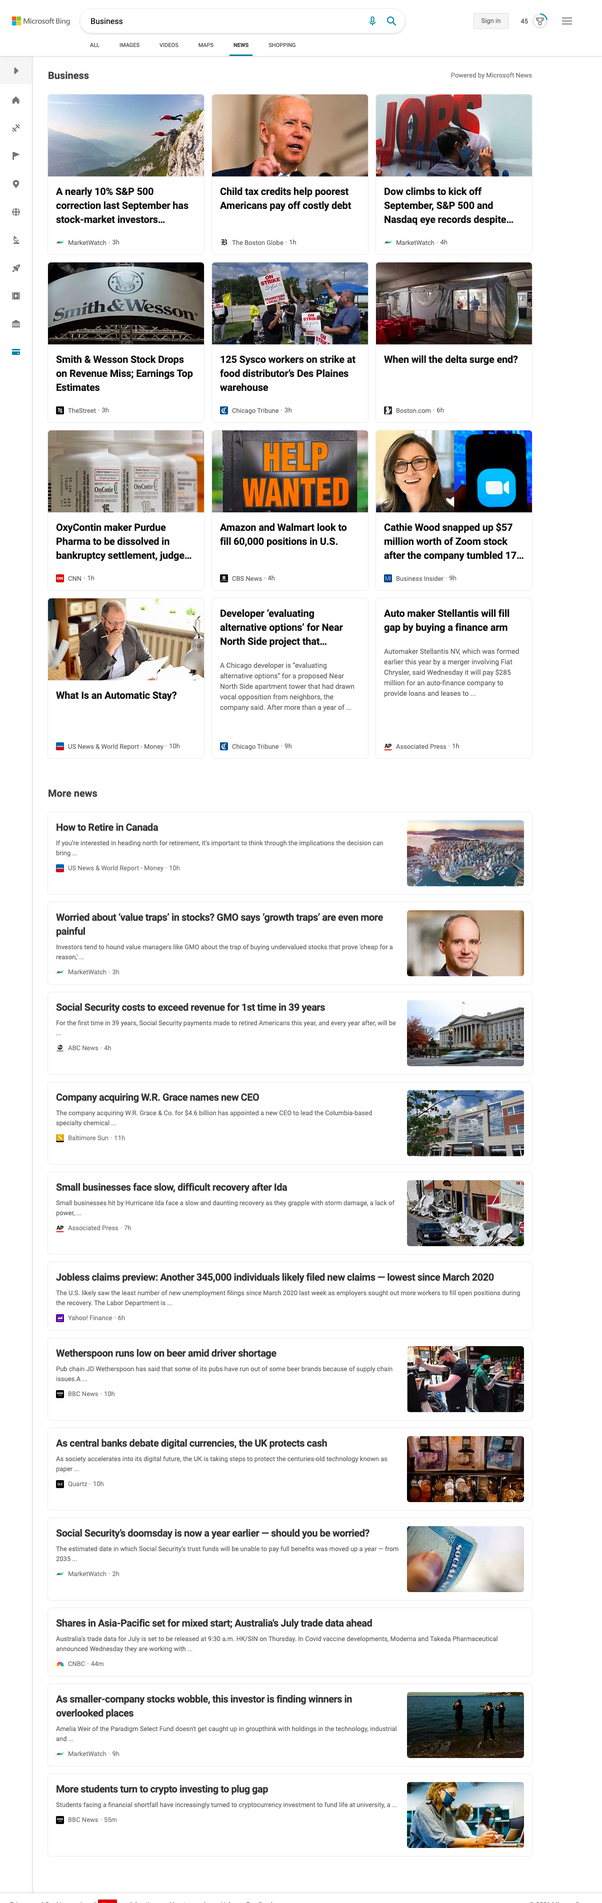 Microsoft Bing
Business
Sign in
45
ALL IMAGES VIDEOS MAPS NEWS SHOPPING
Business
Powered by Microsoft News
JOBS
A nearly 10% S&P 500
correction last September has
stock-market investors…
MarketWatch · 3h
Child tax credits help poorest
Americans pay off costly debt
The Boston Globe · 1h
Dow climbs to kick off
September, S&P 500 and
Nasdaq eye records despite…
MarketWatch · 4h
Smith & Wesson
ON STRIKE
Smith & Wesson Stock Drops
on Revenue Miss; Earnings Top
Estimates
TheStreet · 3h
125 Sysco workers on strike at
food distributor's Des Plaines
warehouse
Chicago Tribune · 3h
When will the delta surge end?
Boston.com · 6h
OxyContin
HELP
WANTED
OxyContin maker Purdue
Pharma to be dissolved in
bankruptcy settlement, judge…
CNN · 1h
Amazon and Walmart look to
fill 60,000 positions in U.S.
CBS News · 4h
Cathie Wood snapped up $57
million worth of Zoom stock
after the company tumbled 17…
Business Insider · 9h
What Is an Automatic Stay?
US News & World Report - Money · 10h
Developer 'evaluating
alternative options' for Near
North Side project that…
A Chicago developer is "evaluating
alternative options" for a proposed Near
North Side apartment tower that had drawn
vocal opposition from neighbors, the
company said. After more than a year of ...
Chicago Tribune · 9h
Auto maker Stellantis will fill
gap by buying a finance arm
Automaker Stellantis NV, which was formed
earlier this year by a merger involving Fiat
Chrysler, said Wednesday it will pay $285
million for an auto-finance company to
provide loans and leases to ...
AP Associated Press · 1h
More news
How to Retire in Canada
If you're interested in heading north for retirement, it's important to think through the implications the decision can
bring ...
US News & World Report - Money · 10h
Worried about 'value traps' in stocks? GMO says 'growth traps' are even more
painful
Investors tend to hound value managers like GMO about the trap of buying undervalued stocks that prove 'cheap for a
reason,' ...
MarketWatch · 3h
Social Security costs to exceed revenue for 1st time in 39 years
For the first time in 39 years, Social Security payments made to retired Americans this year, and every year after, will be
...
ABC News · 4h
Company acquiring W.R. Grace names new CEO
The company acquiring W.R. Grace & Co. for $4.6 billion has appointed a new CEO to lead the Columbia-based
specialty chemical ...
Baltimore Sun · 11h
Small businesses face slow, difficult recovery after Ida
Small businesses hit by Hurricane Ida face a slow and daunting recovery as they grapple with storm damage, a lack of
power, ...
AP Associated Press · 7h
Jobless claims preview: Another 345,000 individuals likely filed new claims — lowest since March 2020
The U.S. likely saw the least number of new unemployment filings since March 2020 last week as employers sought out more workers to fill open positions during
the recovery. The Labor Department is ...
Yahoo! Finance · 6h
Wetherspoon runs low on beer amid driver shortage
Pub chain JD Wetherspoon has said that some of its pubs have run out of some beer brands because of supply chain
issues.A ...
BBC News · 10h
As central banks debate digital currencies, the UK protects cash
As society accelerates into its digital future, the UK is taking steps to protect the centuries-old technology known as
paper ...
Quartz · 10h
Social Security's doomsday is now a year earlier — should you be worried?
The estimated date in which Social Security's trust funds will be unable to pay full benefits was moved up a year — from
2035 ...
SOCIAL
MarketWatch · 2h
Shares in Asia-Pacific set for mixed start; Australia's July trade data ahead
Australia's trade data for July is set to be released at 9:30 a.m. HK/SIN on Thursday. In Covid vaccine developments, Moderna and Takeda Pharmaceutical
announced Wednesday they are working with ...
CNBC · 44m
As smaller-company stocks wobble, this investor is finding winners in
overlooked places
Amelia Weir of the Paradigm Select Fund doesn't get caught up in groupthink with holdings in the technology, industrial
and ...
MarketWatch · 9h
More students turn to crypto investing to plug gap
Students facing a financial shortfall have increasingly turned to cryptocurrency investment to fund life at university, a ...
BBC News · 55m